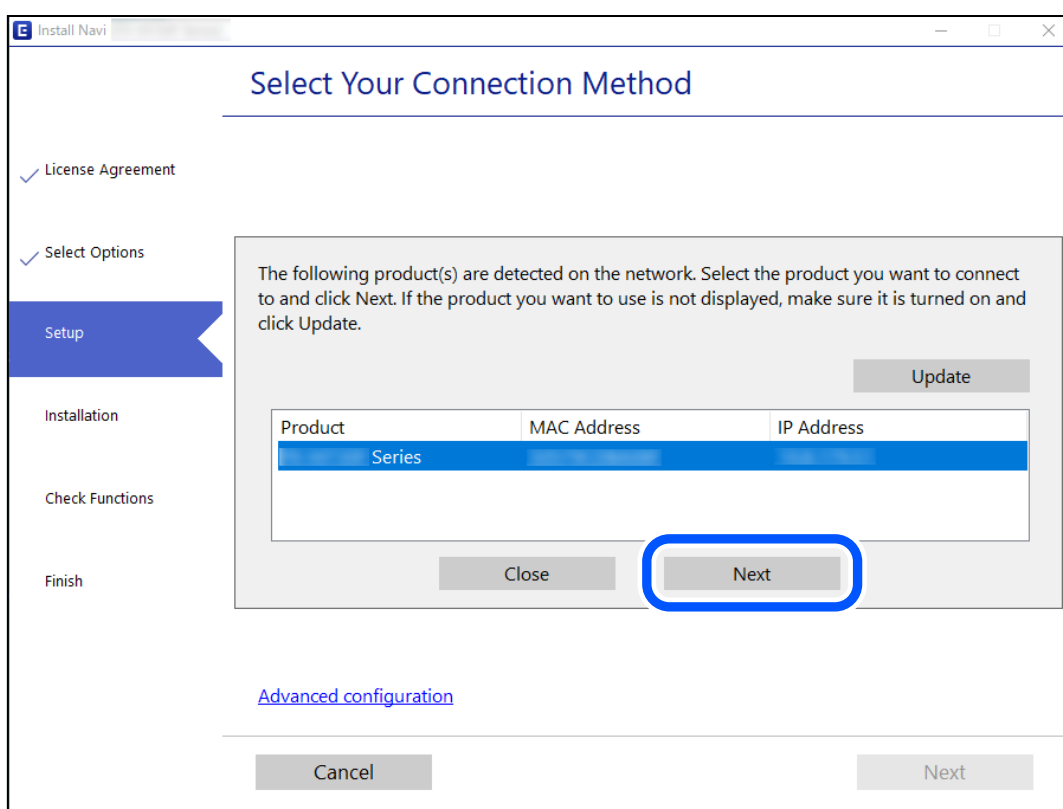 E Install Navi
Select Your Connection Method
License Agreement
Select Options
Setup
Installation
Check Functions
Finish
The following product(s) are detected on the network. Select the product you want to connect
to and click Next. If the product you want to use is not displayed, make sure it is turned on and
click Update.
Update
Product MAC Address IP Address
Series
Close Next
Advanced configuration
Cancel Next